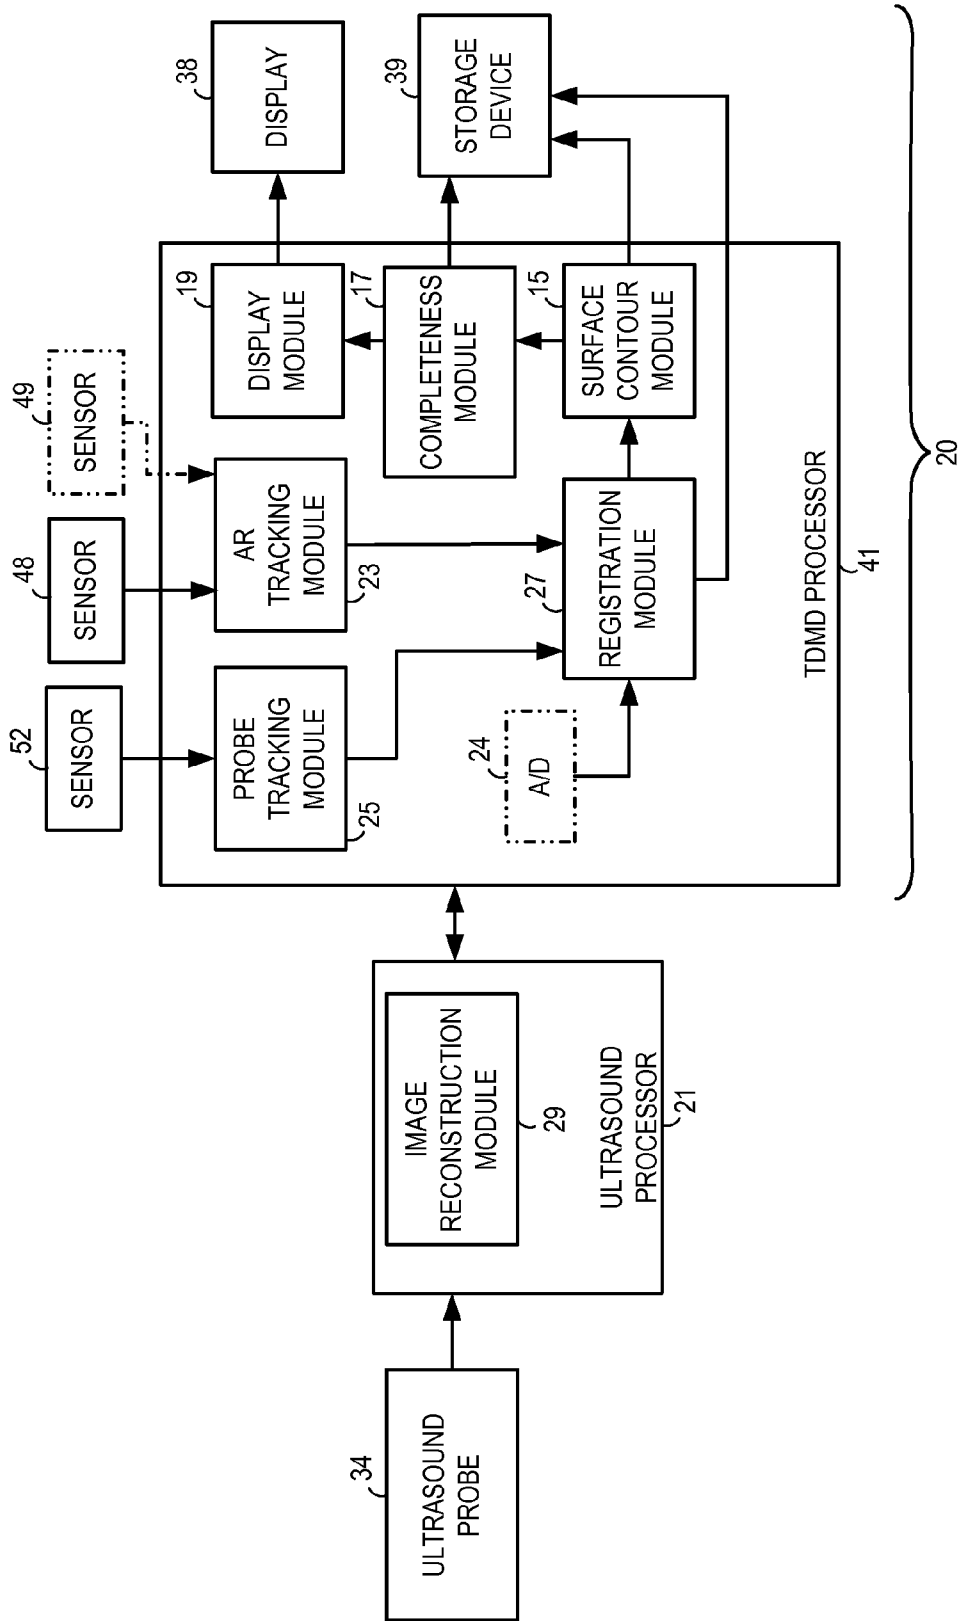 34
ULTRASOUND
PROBE
IMAGE
RECONSTRUCTION
MODULE
29
ULTRASOUND
PROCESSOR
21
52
SENSOR
48
SENSOR
49
SENSOR
PROBE
TRACKING
MODULE
25
AR
TRACKING
MODULE
23
19
DISPLAY
MODULE
38
DISPLAY
17
COMPLETENESS
MODULE
39
STORAGE
DEVICE
24
A/D
27
REGISTRATION
MODULE
15
SURFACE
CONTOUR
MODULE
TDMD PROCESSOR
41
20